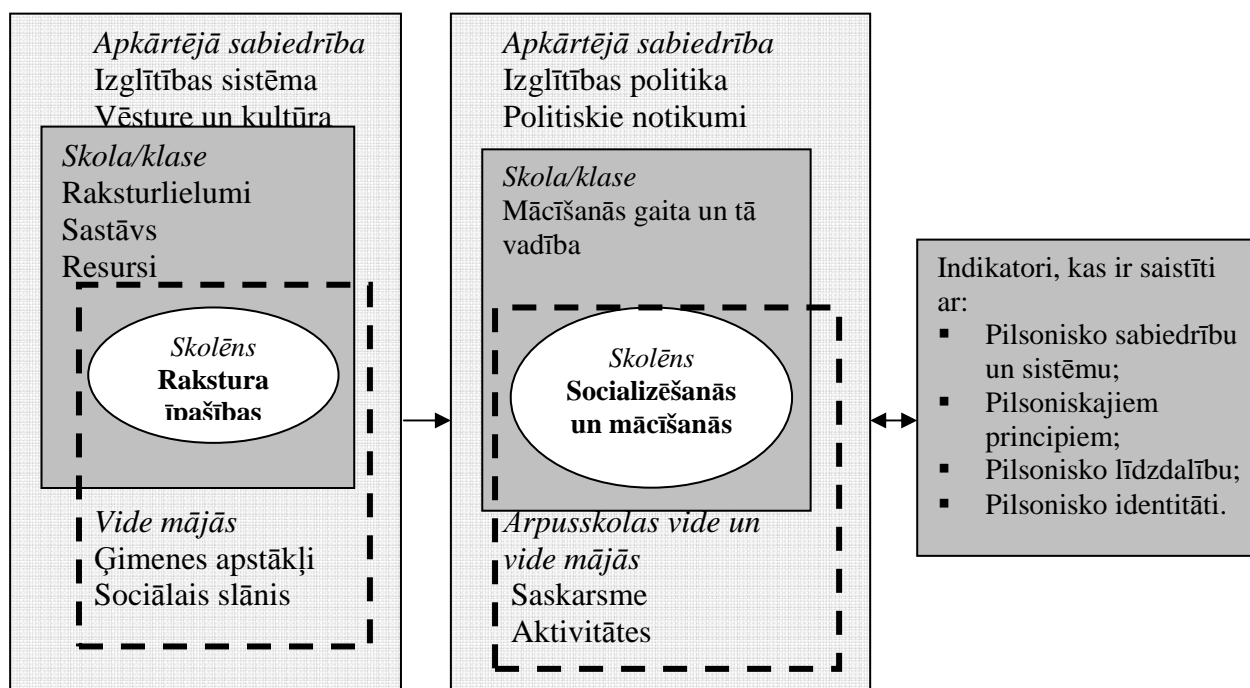 Apkārtējā sabiedrība
Izglītības sistēma
Vēsture un kultūra
Skola/klase
Raksturlielumi
Sastāvs
Resursi
Skolēns
Rakstura
īpašības
Vide mājās
Ģimenes apstākļi
Sociālais slānis
Apkārtējā sabiedrība
Izglītības politika
Politiskie notikumi
Skola/klase
Mācīšanās gaita un tā
vadība
Skolēns
Socializēšanās
un mācīšanās
Ārpusskolas vide un
vide mājās
Saskarsme
Aktivitātes
Indikatori, kas ir saistīti
ar:
▪ Pilsonisko sabiedrību
un sistēmu;
▪ Pilsoniskajiem
principiem;
▪ Pilsonisko līdzdalību;
▪ Pilsonisko identitāti.